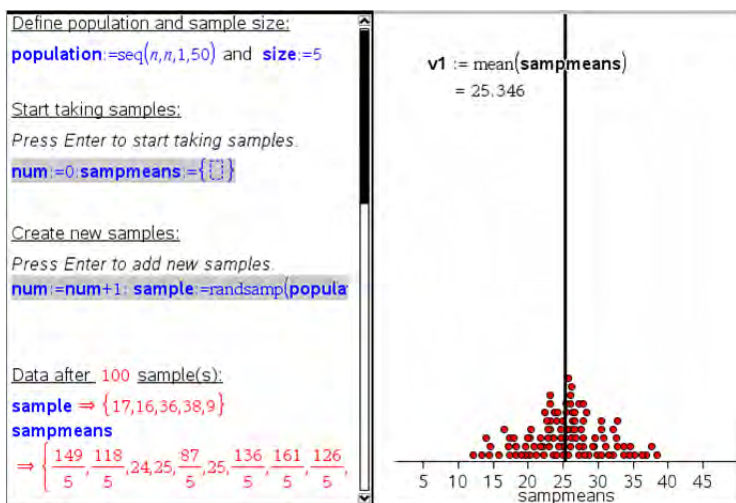 Define population and sample size:
population:=seq(n,n,1,50) and size:=5
Start taking samples:
Press Enter to start taking samples.
num:=0:sampmeans:={}
Create new samples:
Press Enter to add new samples.
num:=num+1: sample:=randsamp(popula
Data after 100 sample(s):
sample ⇒ {17,16,36,38,9}
sampmeans
⇒ {149/5, 118/5, 24, 25, 87/5, 25, 136/5, 161/5, 126/5,
v1 := mean(sampmeans)
= 25.346
5 10 15 20 25 30 35 40 45
sampmeans